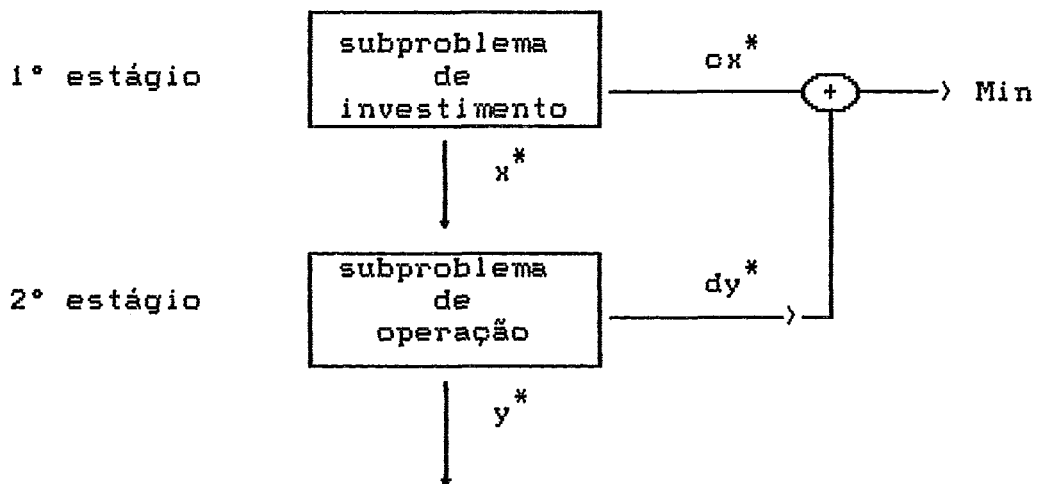 1° estágio
subproblema
de
investimento
cx*
+
Min
x*
2° estágio
subproblema
de
operação
dy*
y*